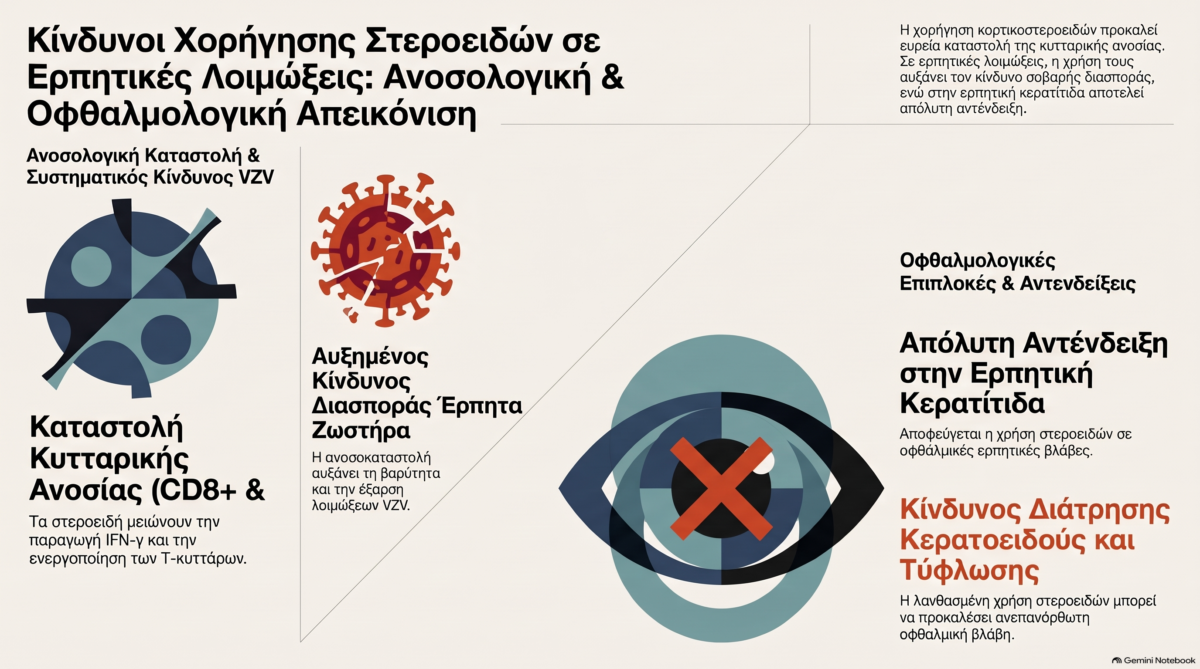 Κίνδυνοι Χορήγησης Στεροειδών σε
Ερπητικές Λοιμώξεις: Ανοσολογική &
Οφθαλμολογική Απεικόνιση
Η χορήγηση κορτικοστεροειδών προκαλεί
ευρεία καταστολή της κυτταρικής ανοσίας.
Σε ερπητικές λοιμώξεις, η χρήση τους
αυξάνει τον κίνδυνο σοβαρής διασποράς,
ενώ στην ερπητική κερατίτιδα αποτελεί
απόλυτη αντένδειξη.
Ανοσολογική Καταστολή &
Συστηματικός Κίνδυνος VZV
Καταστολή
Κυτταρικής
Ανοσίας (CD8+ &
Τα στεροειδή μειώνουν την
παραγωγή IFN-γ και την
ενεργοποίηση των Τ-κυττάρων.
Αυξημένος
Κίνδυνος
Διασποράς Έρπητα
Ζωστήρα
Η ανοσοκαταστολή
αυξάνει τη βαρύτητα
και την έξαρση
λοιμώξεων VZV.
Οφθαλμολογικές
Επιπλοκές & Αντενδείξεις
Απόλυτη Αντένδειξη
στην Ερπητική
Κερατίτιδα
Αποφεύγεται η χρήση στεροειδών σε
οφθάλμικές ερπητικές βλάβες.
Κίνδυνος Διάτρησης
Κερατοειδούς και
Τύφλωσης
Η λανθασμένη χρήση στεροειδών μπορεί
να προκαλέσει ανεπανόρθωτη
οφθαλμική βλάβη.
Gemini Notebook